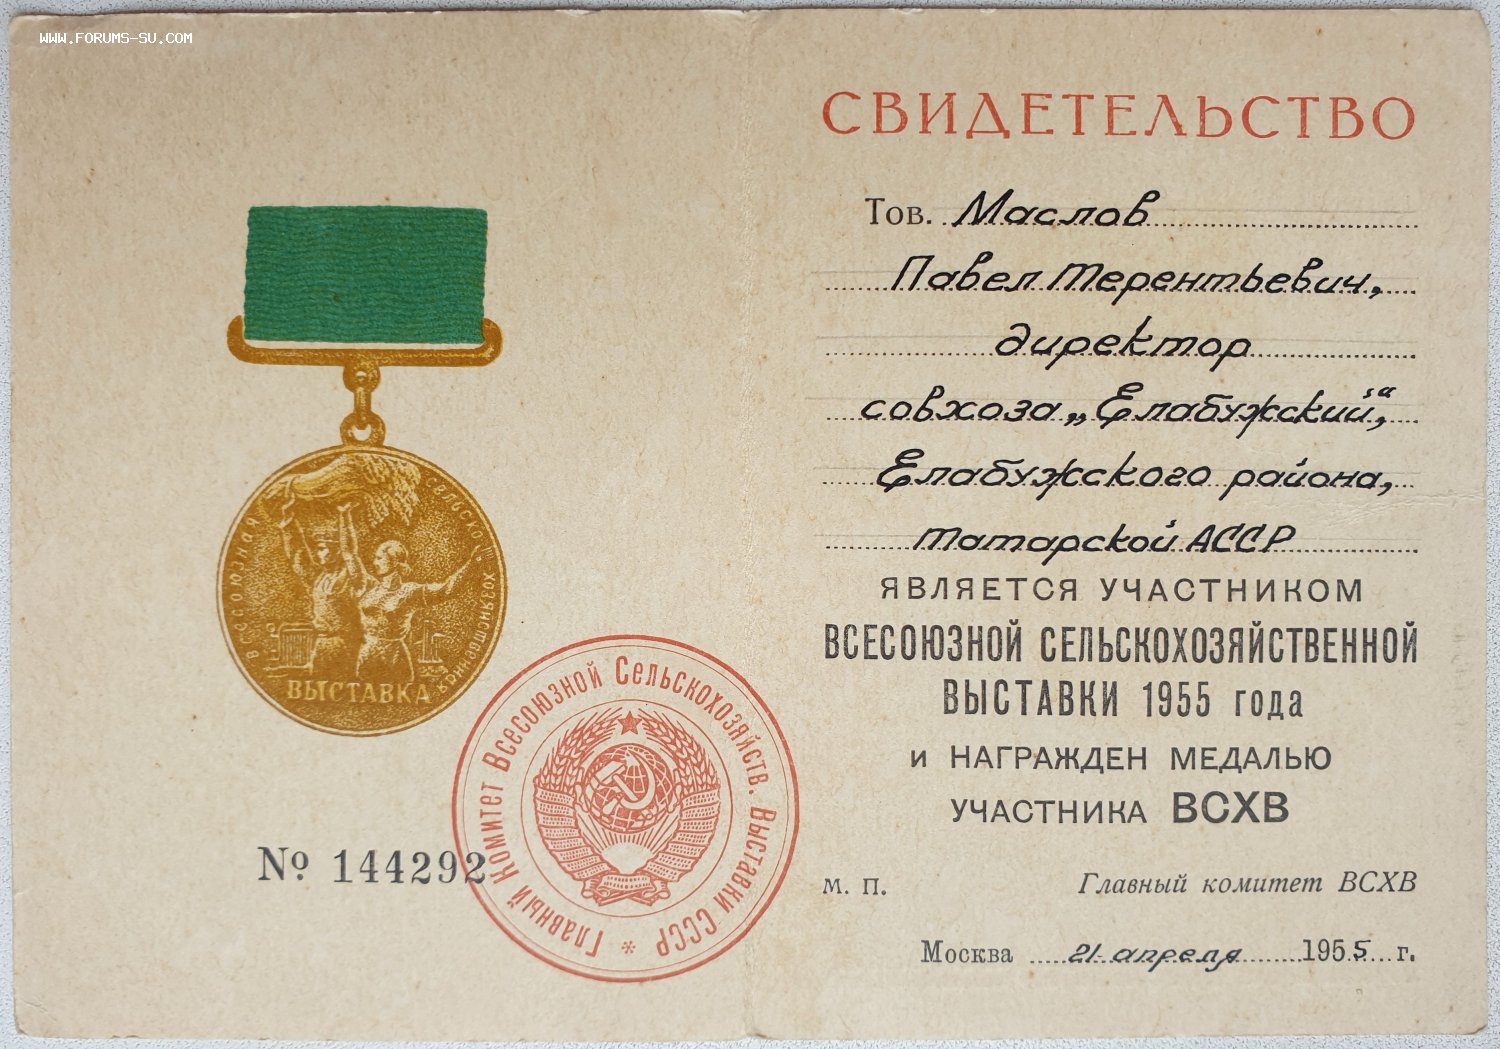 WWW.FORUMS-SU.COM
ВСЕСОЮЗНАЯ СЕЛЬСКОХОЗЯЙСТВЕННАЯ
ВЫСТАВКА
№ 144292
Главный Комитет Всесоюзной Сельскохозяйств. Выставки СССР *
СВИДЕТЕЛЬСТВО
Тов. Маслов
Павел Терентьевич,
директор
совхоза „Елабужский“,
Елабужского района,
Татарской АССР
ЯВЛЯЕТСЯ УЧАСТНИКОМ
ВСЕСОЮЗНОЙ СЕЛЬСКОХОЗЯЙСТВЕННОЙ
ВЫСТАВКИ 1955 года
и НАГРАЖДЕН МЕДАЛЬЮ
УЧАСТНИКА ВСХВ
М. П. Главный комитет ВСХВ
Москва 21 апреля 1955 г.